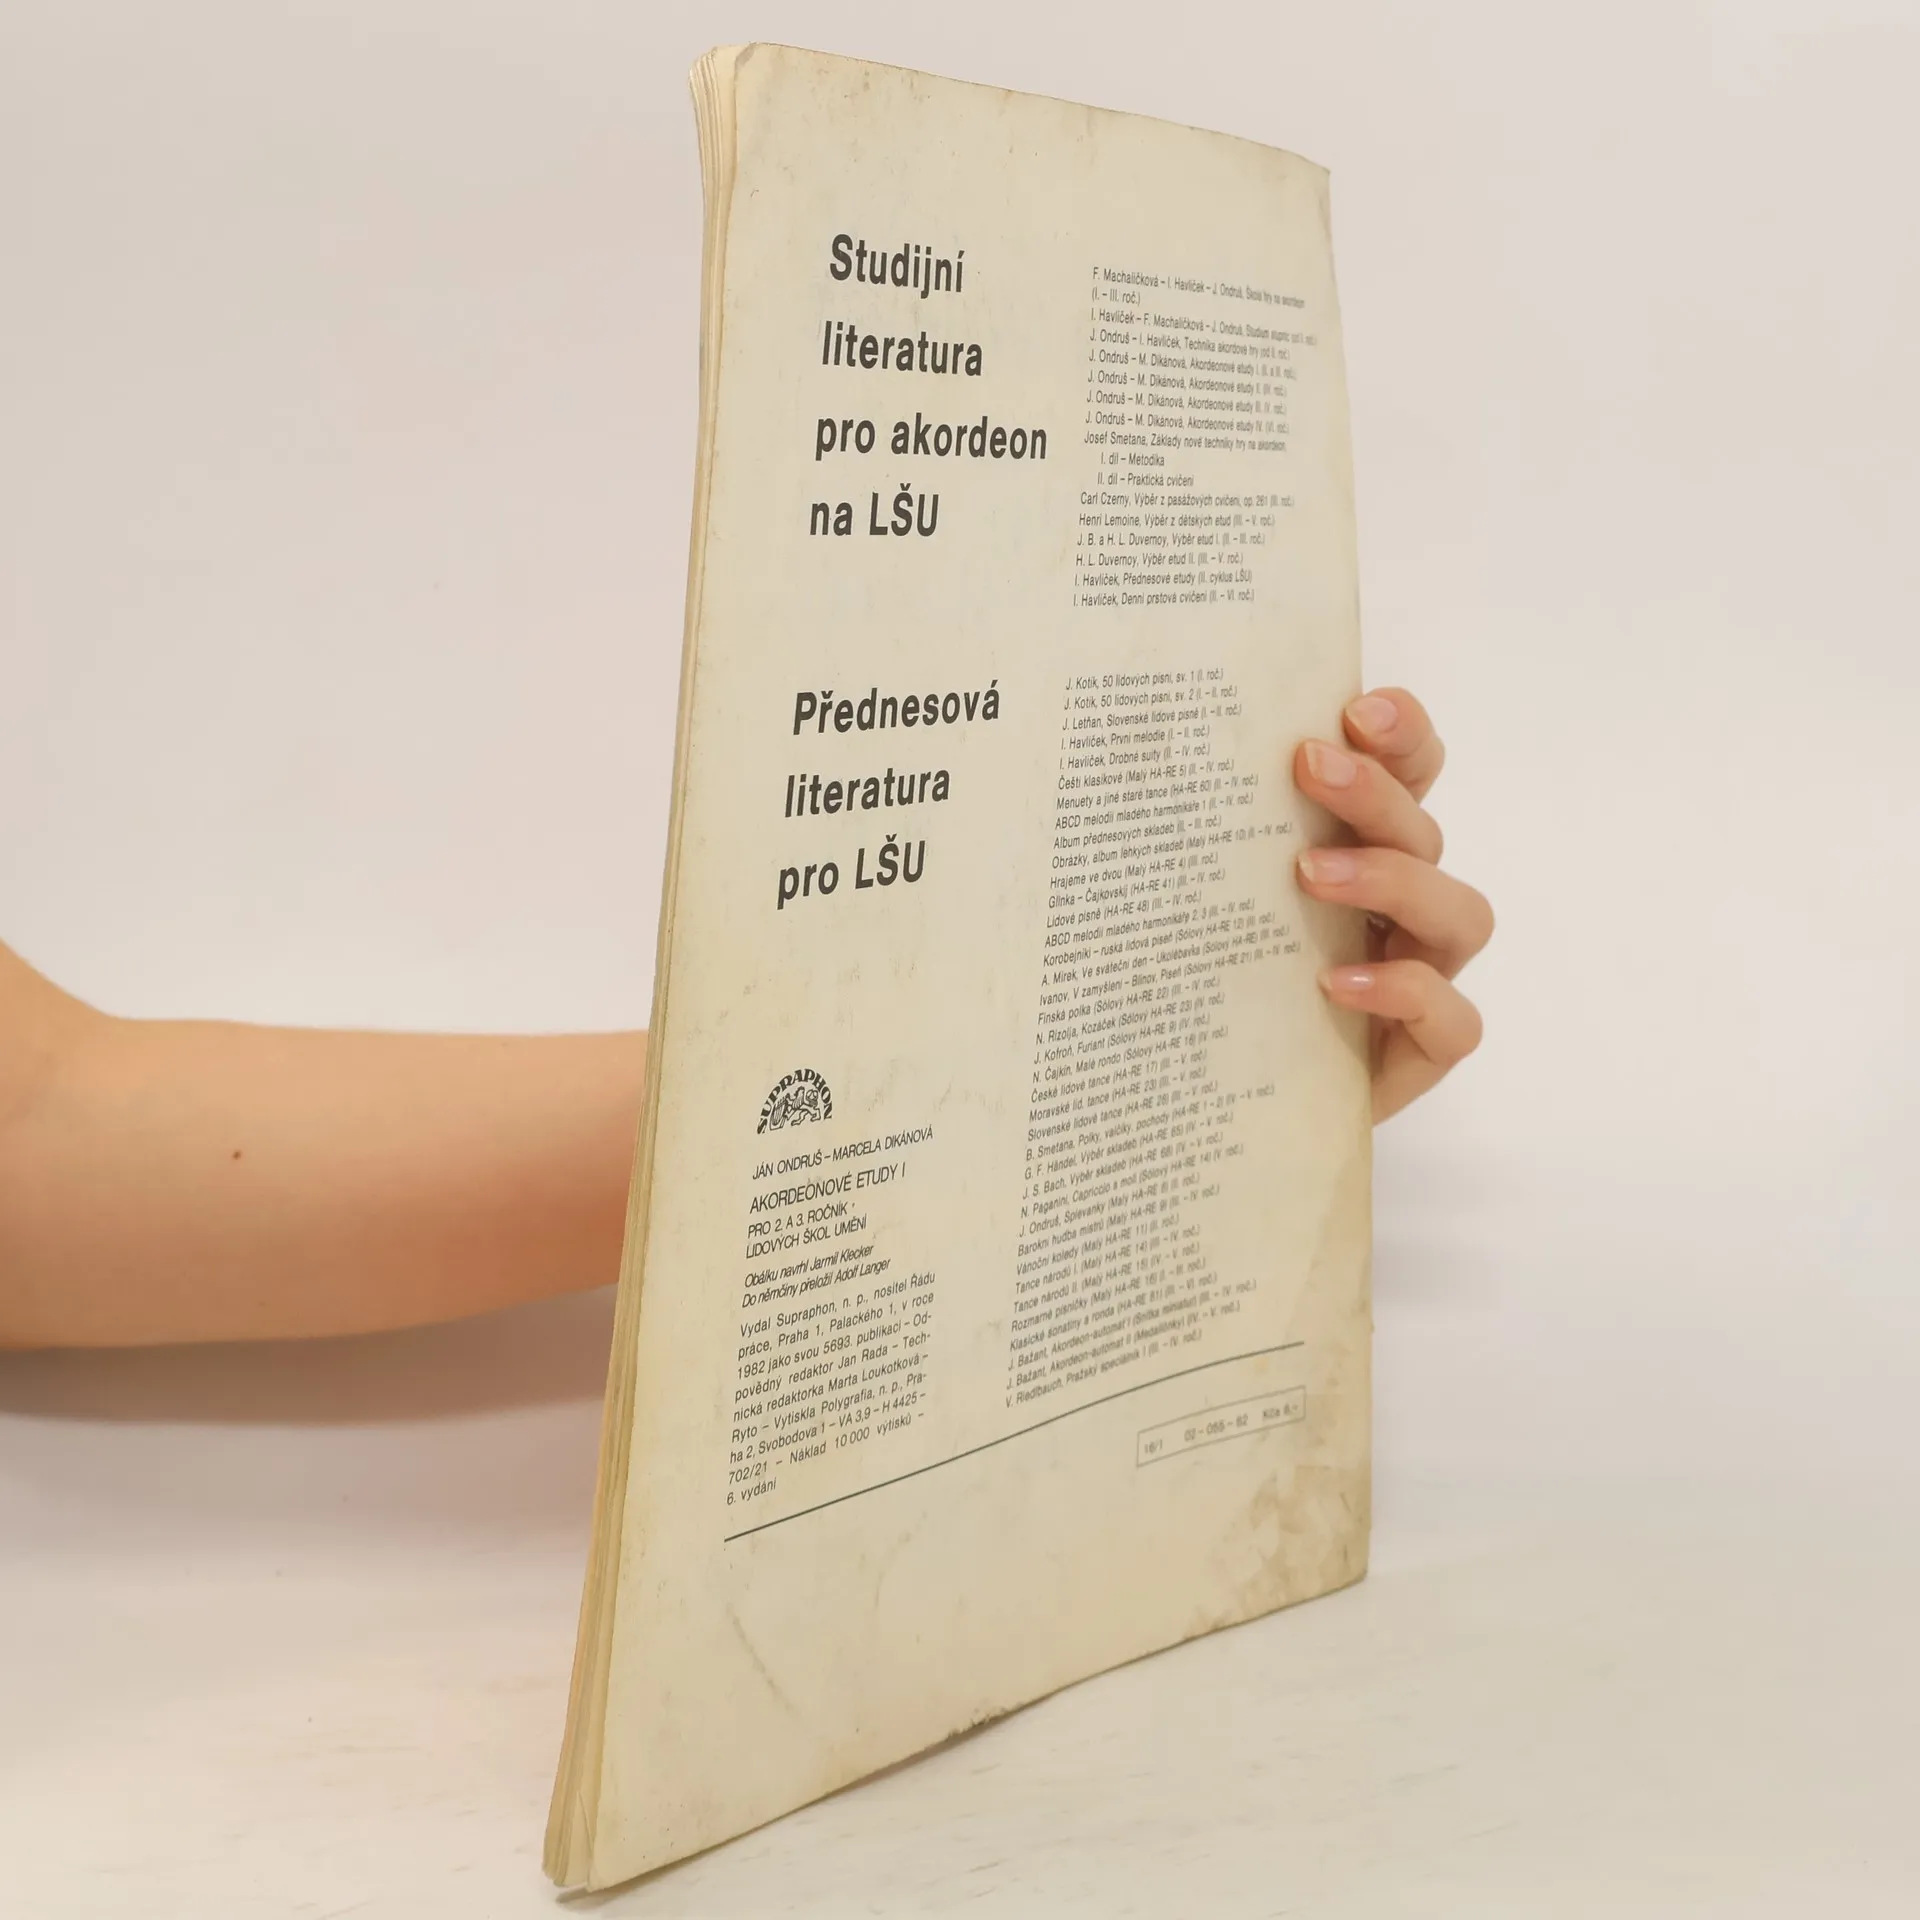 Studijní
literatura
pro akordeon
na LŠU
F. Machalíčková – I. Havlíček – J. Ondruš, Škola hry na akordeon
(I. – III. roč.)
I. Havlíček – F. Machalíčková – J. Ondruš, Studium stupnic (od I. roč.)
J. Ondruš – I. Havlíček, Technika akordové hry (od II. roč.)
J. Ondruš – M. Dikánová, Akordeonové etudy I. (II. a III. roč.)
J. Ondruš – M. Dikánová, Akordeonové etudy II. (IV. roč.)
J. Ondruš – M. Dikánová, Akordeonové etudy III. (V. roč.)
J. Ondruš – M. Dikánová, Akordeonové etudy IV. (VI. roč.)
Josef Smetana, Základy nové techniky hry na akordeon
I. díl – Metodika
II. díl – Praktická cvičení
Carl Czerny, Výběr z pasážových cvičení, op. 261 (III. roč.)
Henri Lemoine, Výběr z dětských etud (III. – V. roč.)
J. B. a H. L. Duvernoy, Výběr etud I. (II. – III. roč.)
H. L. Duvernoy, Výběr etud II. (III. – V. roč.)
I. Havlíček, Přednesové etudy (II. cyklus LŠU)
I. Havlíček, Denní prstová cvičení (II. – VI. roč.)
Přednesová
literatura
pro LŠU
J. Kotík, 50 lidových písní, sv. 1 (I. roč.)
J. Kotík, 50 lidových písní, sv. 2 (I. – II. roč.)
J. Letňan, Slovenské lidové písně (I. – II. roč.)
I. Havlíček, První melodie (I. – II. roč.)
I. Havlíček, Drobné suity (II. – IV. roč.)
Čeští klasikové (Malý HA-RE 5) (II. – IV. roč.)
Menuety a jiné staré tance (HA-RE 60) (II. – IV. roč.)
ABCD melodií mladého harmonikáře 1 (II. – IV. roč.)
Album přednesových skladeb (II. – III. roč.)
Obrázky, album lehkých skladeb (Malý HA-RE 10) (I. – IV. roč.)
Hrajeme ve dvou (Malý HA-RE 4) (III. roč.)
Glinka – Čajkovskij (HA-RE 41) (III. – IV. roč.)
Lidové písně (HA-RE 48) (III. – IV. roč.)
ABCD melodií mladého harmonikáře 2, 3 (III. – IV. roč.)
Korobejniki – ruská lidová píseň (Sólový HA-RE 12) (III. roč.)
A. Mirek, Ve sváteční den – Ukolébavka (Sólový HA-RE) (III. roč.)
Ivanov, V zamyšlení – Blinov, Píseň (Sólový HA-RE 21) (III. – IV. roč.)
Finská polka (Sólový HA-RE 22) (III. – IV. roč.)
N. Rizolja, Kozáček (Sólový HA-RE 23) (IV. roč.)
J. Kofroň, Furiant (Sólový HA-RE 9) (IV. roč.)
N. Čajkin, Malé rondo (Sólový HA-RE 16) (IV. roč.)
České lidové tance (HA-RE 17) (III. – V. roč.)
Moravské lid. tance (HA-RE 23) (III. – V. roč.)
Slovenské lidové tance (HA-RE 26) (III. – V. roč.)
B. Smetana, Polky, valčíky, pochody (HA-RE 1 – 2) (IV. – V. roč.)
G. F. Händel, Výběr skladeb (HA-RE 65) (IV. – V. roč.)
J. S. Bach, Výběr skladeb (HA-RE 68) (IV. – V. roč.)
N. Paganini, Capriccio a moll (Sólový HA-RE 14) (V. roč.)
J. Ondruš, Spievanky (Malý HA-RE 8) (II. roč.)
Barokní hudba mistrů (Malý HA-RE 9) (III. – IV. roč.)
Vánoční koledy (Malý HA-RE 11) (II. roč.)
Tance národů I. (Malý HA-RE 14) (III. – IV. roč.)
Tance národů II. (Malý HA-RE 15) (IV. – V. roč.)
Rozmarné písničky (Malý HA-RE 16) (I. – III. roč.)
Klasické sonatiny a ronda (HA-RE 81) (III. – VI. roč.)
J. Bažant, Akordeon-automat I (Snítka miniatur) (III. – IV. roč.)
J. Bažant, Akordeon-automat II (Medailónky) (IV. – V. roč.)
V. Riedlbauch, Pražský speciálník I (III. – IV. roč.)
SUPRAPHON
JÁN ONDRUŠ – MARCELA DIKÁNOVÁ
AKORDEONOVÉ ETUDY I
PRO 2. A 3. ROČNÍK
LIDOVÝCH ŠKOL UMĚNÍ
Obálku navrhl Jarmil Klecker
Do němčiny přeložil Adolf Langer
Vydal Supraphon, n. p., nositel Řádu
práce, Praha 1, Palackého 1, v roce
1982 jako svou 5693. publikaci – Od-
povědný redaktor Jan Rada – Tech-
nická redaktorka Marta Loukotková –
Ryto – Vytiskla Polygrafia, n. p., Pra-
ha 2, Svobodova 1 – VA 3,9 – H 4425 –
702/21 – Náklad 10 000 výtisků –
6. vydání
16/1 02 – 055 – 82 Kčs 8,–